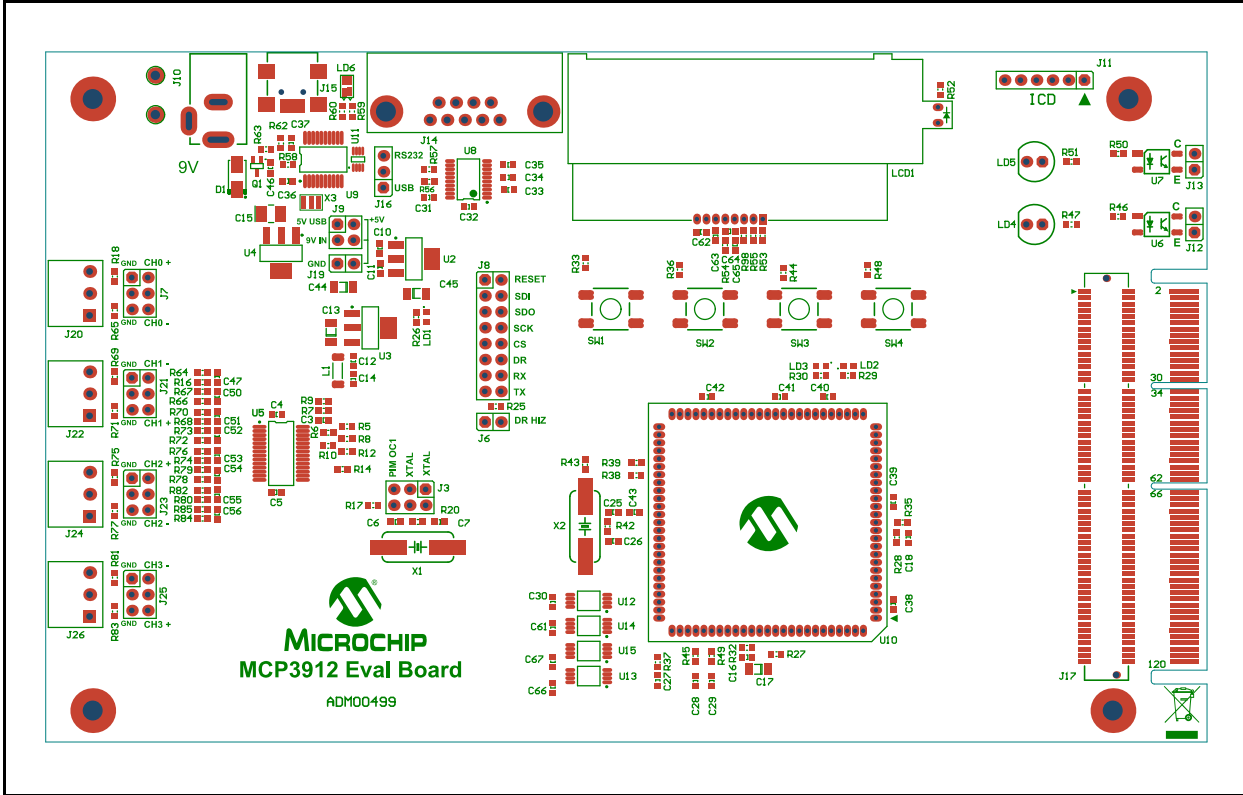 J10
J15
LD6
R60
R59
J11
ICD
R52
R62
C37
R63
U11
R58
J14
RS232
R57
U8
C35
C34
C33
LCD1
LD5
R51
R50
C
E
U7
J13
9V
D1
Q1
C46
C36
X3
U9
J16
USB
R56
C31
C32
C15
J9
5V USB
+5V
9V IN
C10
C62
C63
R54
C64
C65
R98
R55
R53
LD4
R47
R46
C
E
U6
J12
U4
J19
GND
C11
U2
C44
C45
R18
GND
CH0 +
J7
GND
CH0 -
R65
J20
J8
RESET
SDI
SDO
SCK
CS
DR
RX
TX
R25
DR HIZ
J6
R33
R36
R44
R48
SW1
SW2
SW3
SW4
2
30
34
62
66
120
C13
U3
R26
LD1
L1
C12
C14
LD3
R30
LD2
R29
R69
GND
CH1 -
J21
GND
CH1 +
R71
J22
R64
R16
R67
R66
R70
R68
R73
R72
R76
R74
R79
R78
R82
R80
R85
R84
C47
C50
C51
C52
C53
C54
C55
C56
U5
C4
C5
R9
R7
C3
R6
R5
R8
R10
R12
R14
C42
C41
C40
R75
GND
CH2 +
J23
GND
CH2 -
R77
J24
PIM OC1
XTAL
XTAL
J3
R17
R20
C6
C7
X1
R43
R39
R38
X2
C25
C43
R42
C26
C39
R35
R28
C18
C38
U10
R81
GND
CH3 -
J25
GND
CH3 +
R83
J26
C30
U12
C61
U14
C67
U15
C66
U13
R37
C27
R45
R49
C28
C29
R32
C16
C17
R27
J17
®
MICROCHIP
MCP3912 Eval Board
ADM00499